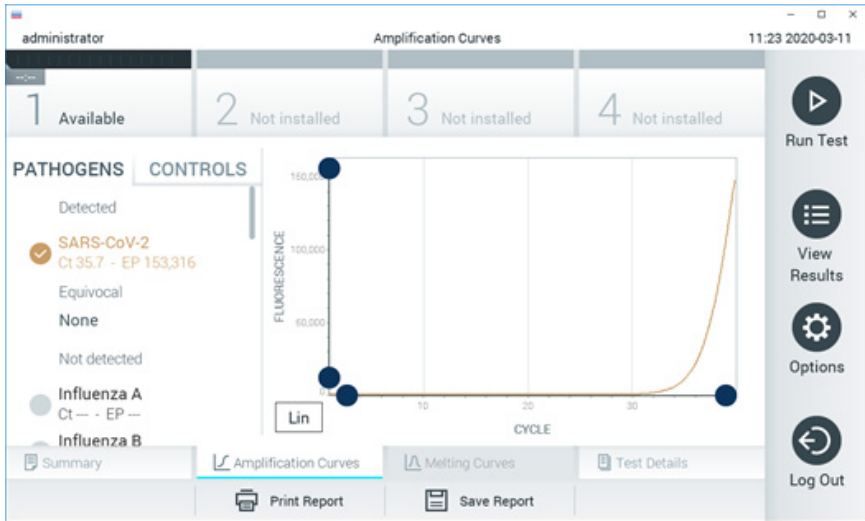 administrator
Amplification Curves
11:23 2020-03-11
--:--
1 Available
2 Not installed
3 Not installed
4 Not installed
Run Test
PATHOGENS
CONTROLS
Detected
SARS-CoV-2
Ct 35.7 - EP 153,316
Equivocal
None
Not detected
Influenza A
Ct --- - EP ---
Influenza B
FLUORESCENCE
150,000
100,000
50,000
0
10
20
30
CYCLE
Lin
View
Results
Options
Log Out
Summary
Amplification Curves
Melting Curves
Test Details
Print Report
Save Report